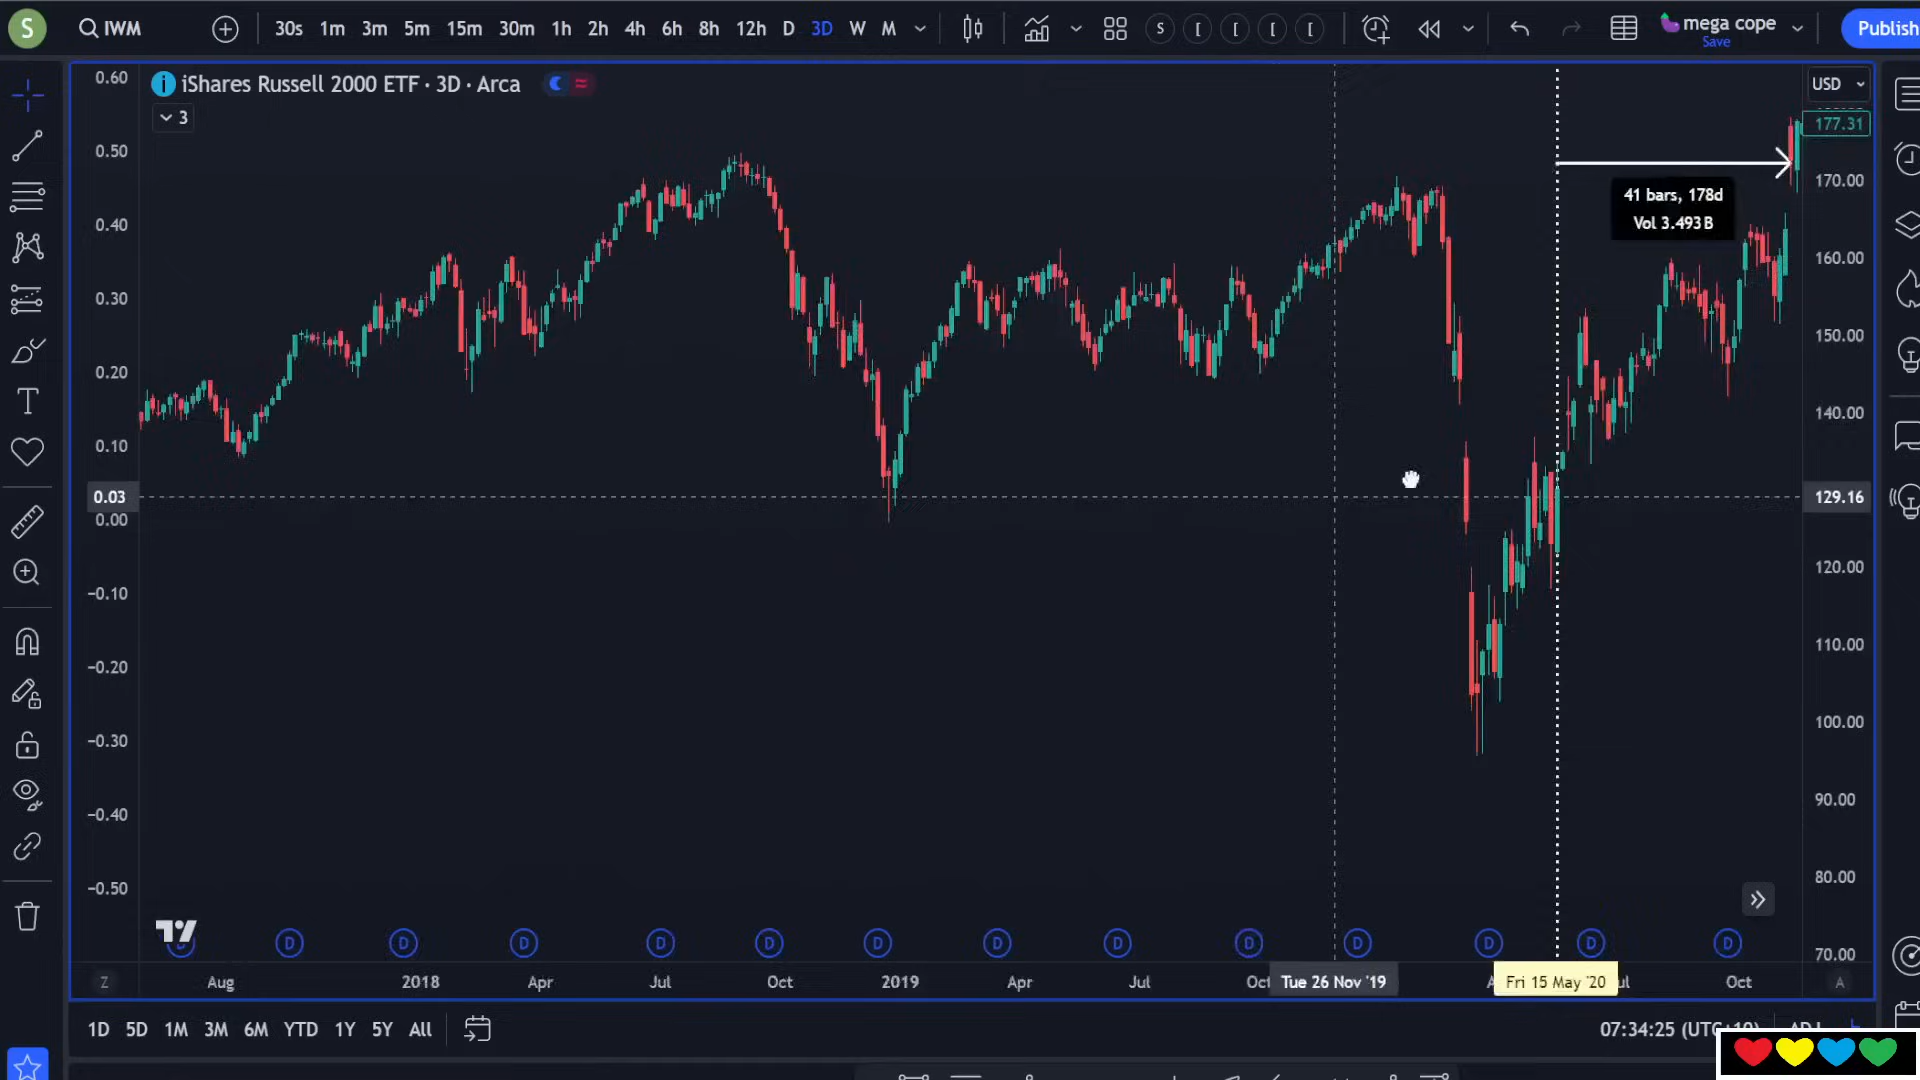 S
IWM
30s 1m 3m 5m 15m 30m 1h 2h 4h 6h 8h 12h D 3D W M
S [ [ [ [
mega cope
Save
Publish
iShares Russell 2000 ETF · 3D · Arca
3
USD
0.60
0.50
0.40
0.30
0.20
0.10
0.03
0.00
−0.10
−0.20
−0.30
−0.40
−0.50
177.31
170.00
160.00
150.00
140.00
129.16
120.00
110.00
100.00
90.00
80.00
70.00
41 bars, 178d
Vol 3.493B
D D D D D D D D D D D D D D
Z Aug 2018 Apr Jul Oct 2019 Apr Jul Oct Tue 26 Nov '19 Fri 15 May '20 Oct A
1D 5D 1M 3M 6M YTD 1Y 5Y All
07:34:25